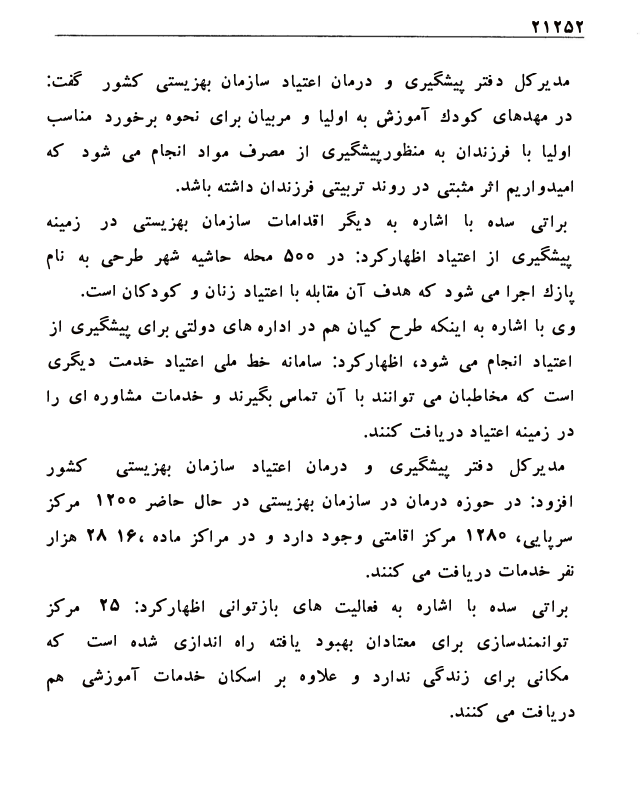 ۲۱۲۵۲
مدیرکل دفتر پیشگیری و درمان اعتیاد سازمان بهزیستی کشور گفت:
در مهدهای کودك آموزش به اولیا و مربیان برای نحوه برخورد مناسب
اولیا با فرزندان به منظورپیشگیری از مصرف مواد انجام می شود که
امیدواریم اثر مثبتی در روند تربیتی فرزندان داشته باشد.
براتی سده با اشاره به دیگر اقدامات سازمان بهزیستی در زمینه
پیشگیری از اعتیاد اظهارکرد: در ۵۰۰ محله حاشیه شهر طرحی به نام
پازك اجرا می شود که هدف آن مقابله با اعتیاد زنان و کودکان است.
وی با اشاره به اینکه طرح کیان هم در اداره های دولتی برای پیشگیری از
اعتیاد انجام می شود، اظهارکرد: سامانه خط ملی اعتیاد خدمت دیگری
است که مخاطبان می توانند با آن تماس بگیرند و خدمات مشاوره ای را
در زمینه اعتیاد دریافت کنند.
مدیرکل دفتر پیشگیری و درمان اعتیاد سازمان بهزیستی کشور
افزود: در حوزه درمان در سازمان بهزیستی در حال حاضر ۱۲۰۰ مرکز
سرپایی، ۱۲۸۰ مرکز اقامتی وجود دارد و در مراکز ماده ،۱۶ ۲۸ هزار
نفر خدمات دریافت می کنند.
براتی سده با اشاره به فعالیت های بازتوانی اظهارکرد: ۲۵ مرکز
توانمندسازی برای معتادان بهبود یافته راه اندازی شده است که
مکانی برای زندگی ندارد و علاوه بر اسکان خدمات آموزشی هم
دریافت می کنند.